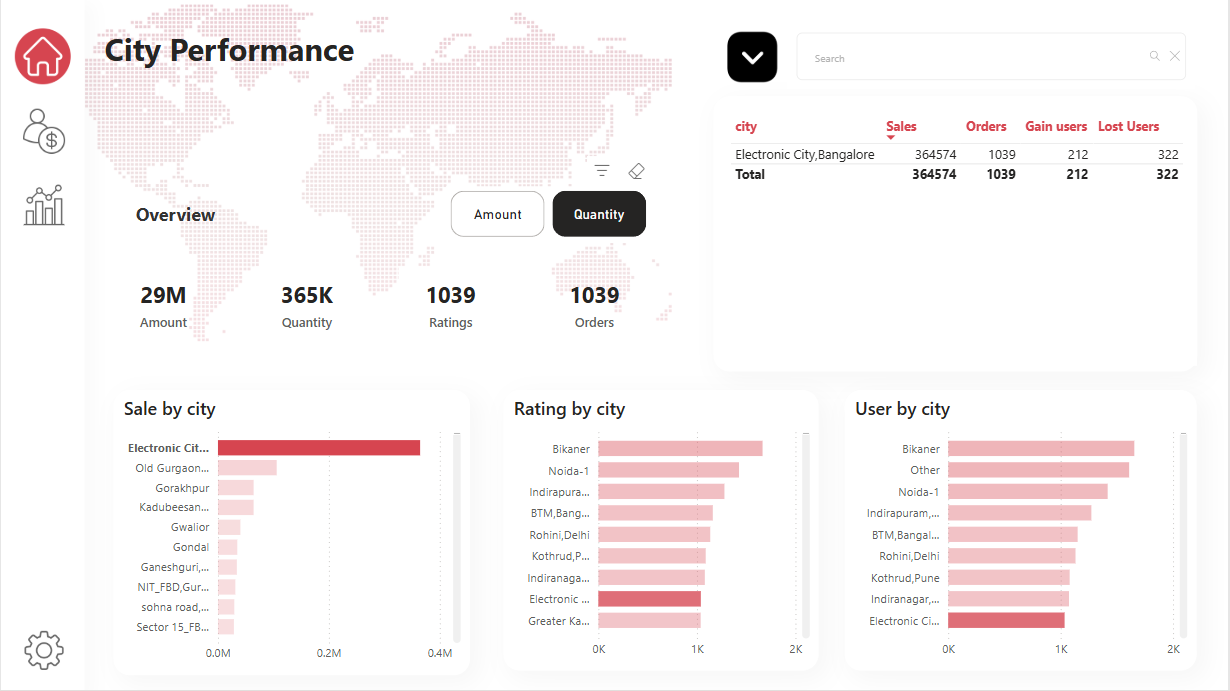 City Performance
Search
city Sales Orders Gain users Lost Users
Electronic City,Bangalore 364574 1039 212 322
Total 364574 1039 212 322
Overview
Amount
Quantity
29M 365K 1039 1039
Amount Quantity Ratings Orders
Sale by city
Electronic Cit...
Old Gurgaon...
Gorakhpur
Kadubeesan...
Gwalior
Gondal
Ganeshguri,...
NIT_FBD,Gur...
sohna road,...
Sector 15_FB...
0.0M 0.2M 0.4M
Rating by city
Bikaner
Noida-1
Indirapura...
BTM,Bang...
Rohini,Delhi
Kothrud,P...
Indiranaga...
Electronic ...
Greater Ka...
0K 1K 2K
User by city
Bikaner
Other
Noida-1
Indirapuram,...
BTM,Bangal...
Rohini,Delhi
Kothrud,Pune
Indiranagar,...
Electronic Ci...
0K 1K 2K